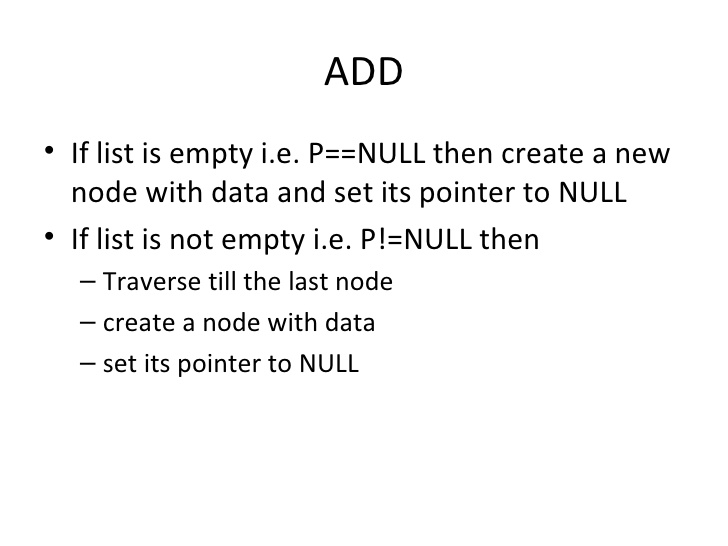 ADD
• If list is empty i.e. P==NULL then create a new
node with data and set its pointer to NULL
• If list is not empty i.e. P!=NULL then
– Traverse till the last node
– create a node with data
– set its pointer to NULL